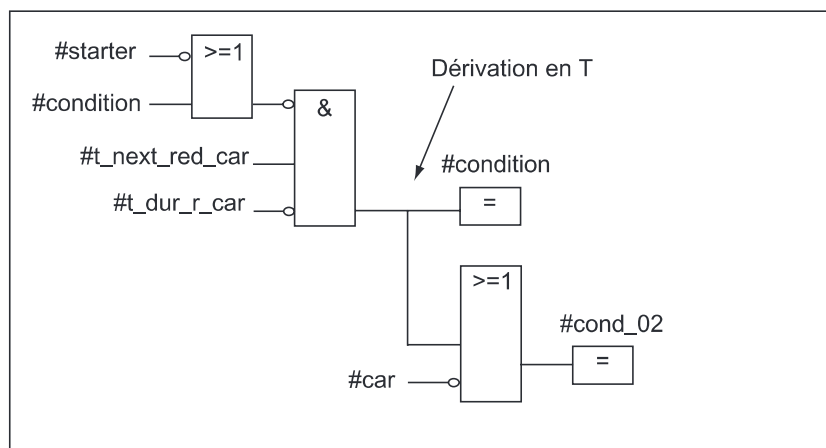 #starter
>=1
#condition
&
Dérivation en T
#t_next_red_car
#condition
#t_dur_r_car
=
>=1
#cond_02
=
#car